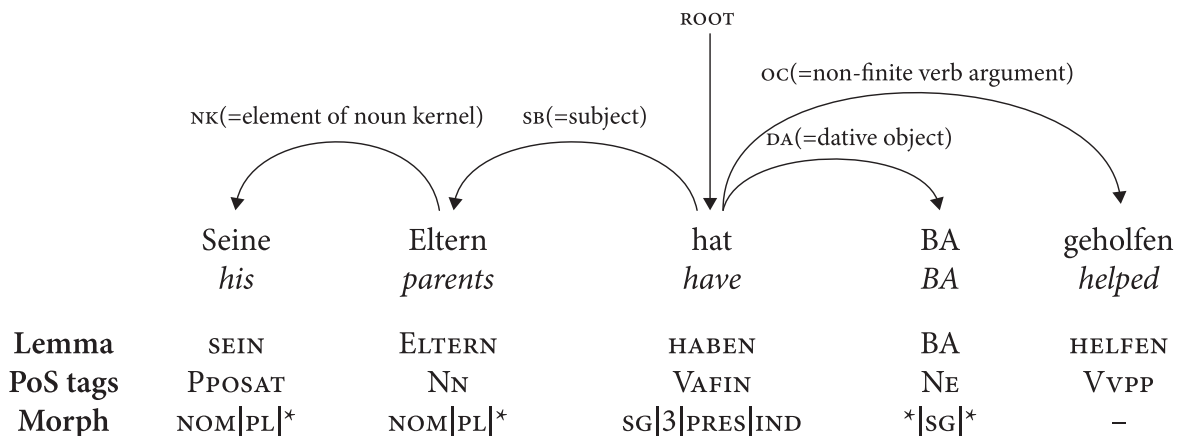 ROOT
OC(=non-finite verb argument)
NK(=element of noun kernel) SB(=subject)
DA(=dative object)
Seine Eltern hat BA geholfen
his parents have BA helped
Lemma SEIN ELTERN HABEN BA HELFEN
PoS tags PPOSAT NN VAFIN NE VVPP
Morph NOM|PL|* NOM|PL|* SG|3|PRES|IND *|SG|* –